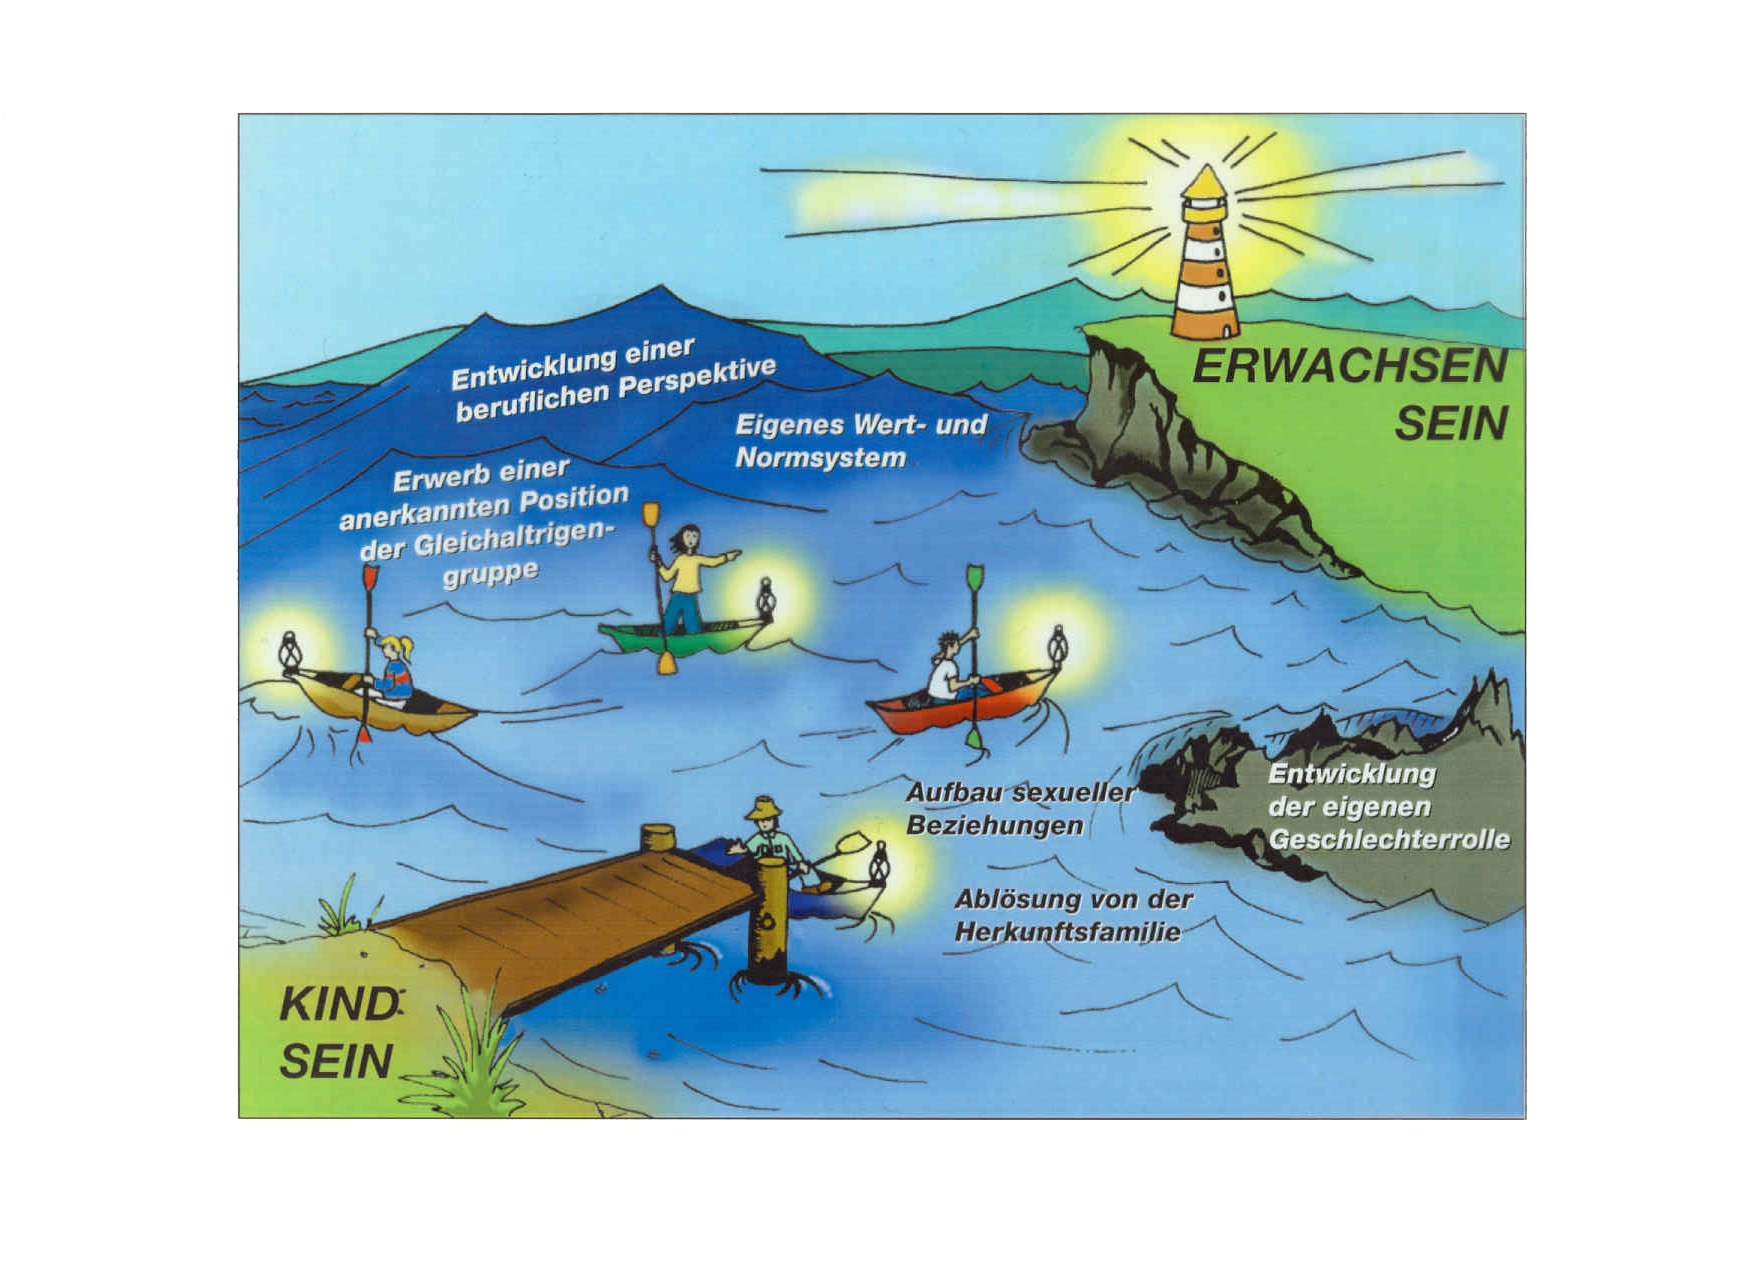 Entwicklung einer
beruflichen Perspektive
ERWACHSEN
SEIN
Eigenes Wert- und
Normsystem
Erwerb einer
anerkannten Position
der Gleichaltrigen-
gruppe
Aufbau sexueller
Beziehungen
Entwicklung
der eigenen
Geschlechterrolle
Ablösung von der
Herkunftsfamilie
KIND-
SEIN